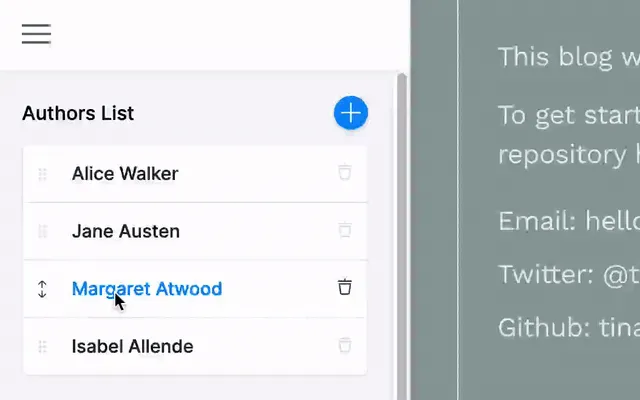 Authors List
Alice Walker
Jane Austen
Margaret Atwood
Isabel Allende
This blog
To get start
repository
Email: hello
Twitter: @t
Github: tina